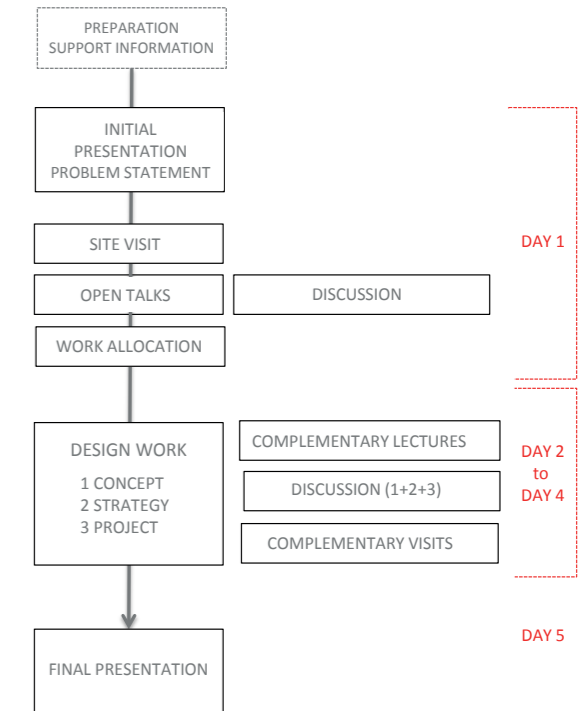 PREPARATION
SUPPORT INFORMATION
INITIAL
PRESENTATION
PROBLEM STATEMENT
SITE VISIT
DAY 1
OPEN TALKS
DISCUSSION
WORK ALLOCATION
DESIGN WORK
1 CONCEPT
2 STRATEGY
3 PROJECT
COMPLEMENTARY LECTURES
DISCUSSION (1+2+3)
COMPLEMENTARY VISITS
DAY 2
to
DAY 4
FINAL PRESENTATION
DAY 5